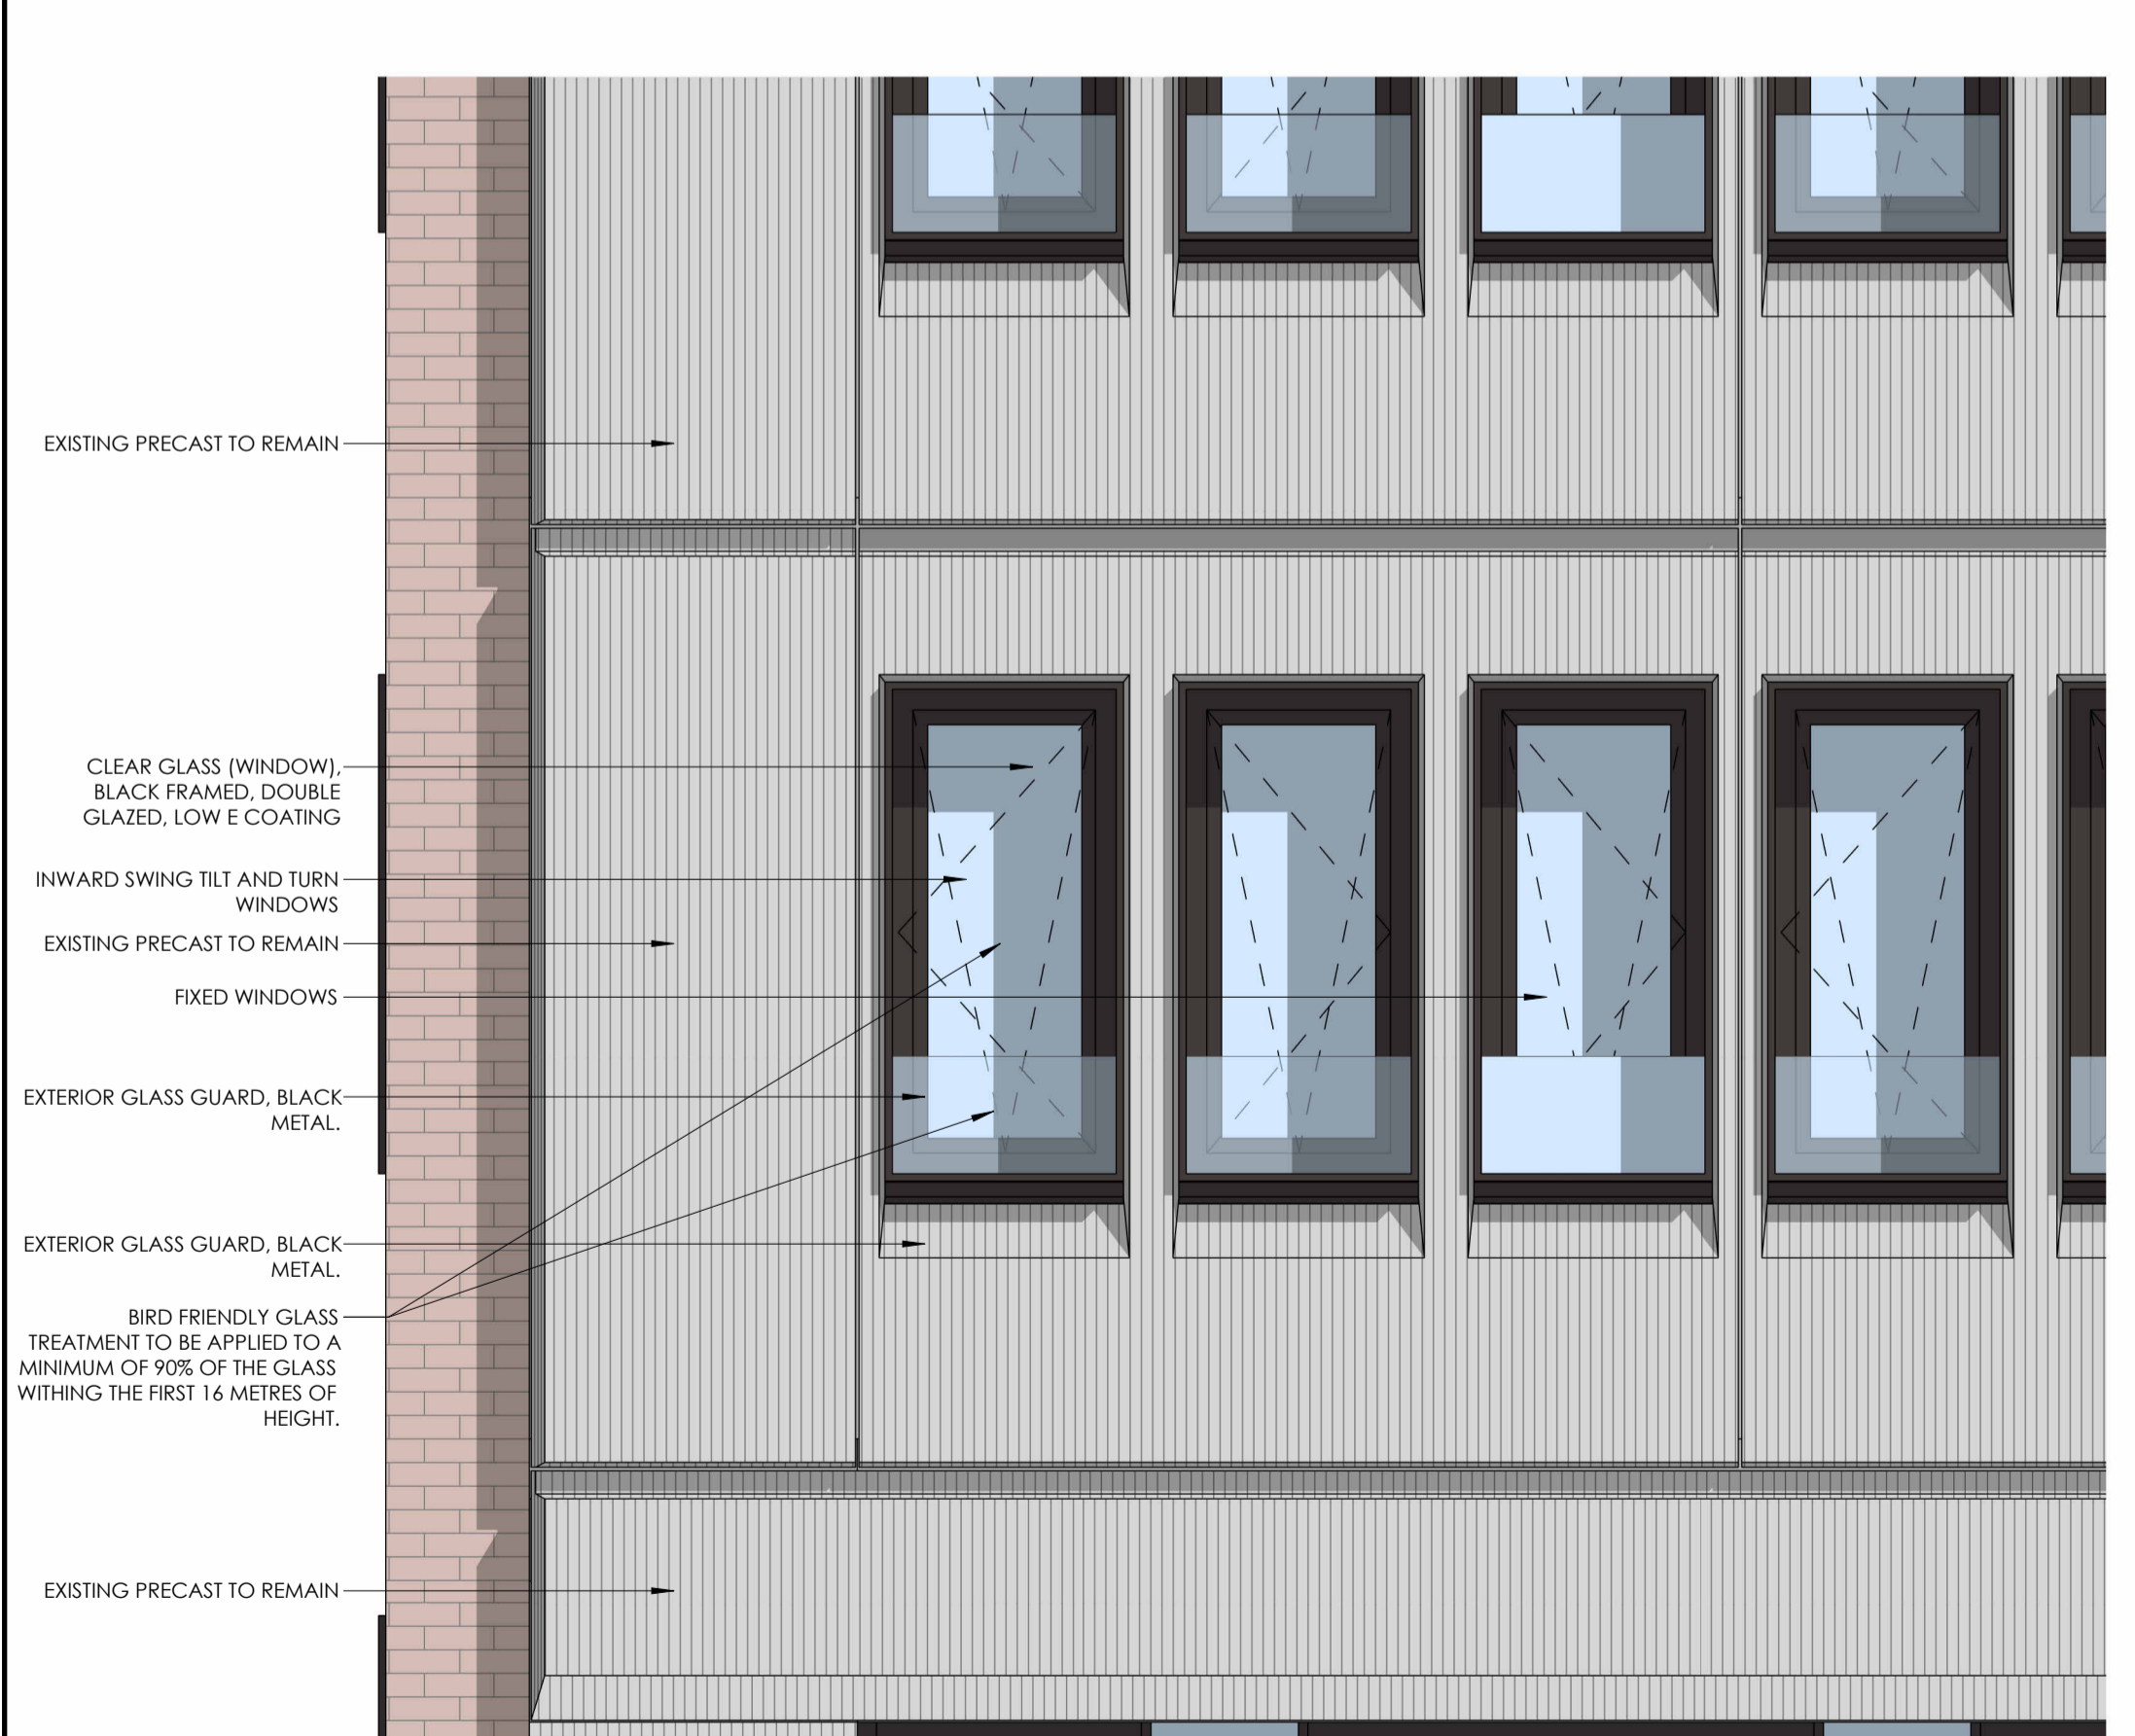 EXISTING PRECAST TO REMAIN
CLEAR GLASS (WINDOW),
BLACK FRAMED, DOUBLE
GLAZED, LOW E COATING
INWARD SWING TILT AND TURN
WINDOWS
EXISTING PRECAST TO REMAIN
FIXED WINDOWS
EXTERIOR GLASS GUARD, BLACK
METAL.
EXTERIOR GLASS GUARD, BLACK
METAL.
BIRD FRIENDLY GLASS
TREATMENT TO BE APPLIED TO A
MINIMUM OF 90% OF THE GLASS
WITHING THE FIRST 16 METRES OF
HEIGHT.
EXISTING PRECAST TO REMAIN